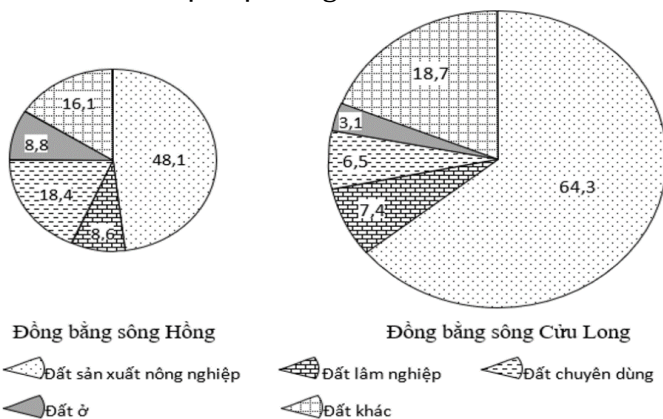 18,7
16,1
3,1
8,8
48,1
6,5
64,3
18,4
7,4
8,6
Đồng bằng sông Hồng
Đồng bằng sông Cửu Long
Đất sản xuất nông nghiệp
Đất lâm nghiệp
Đất chuyên dùng
Đất ở
Đất khác